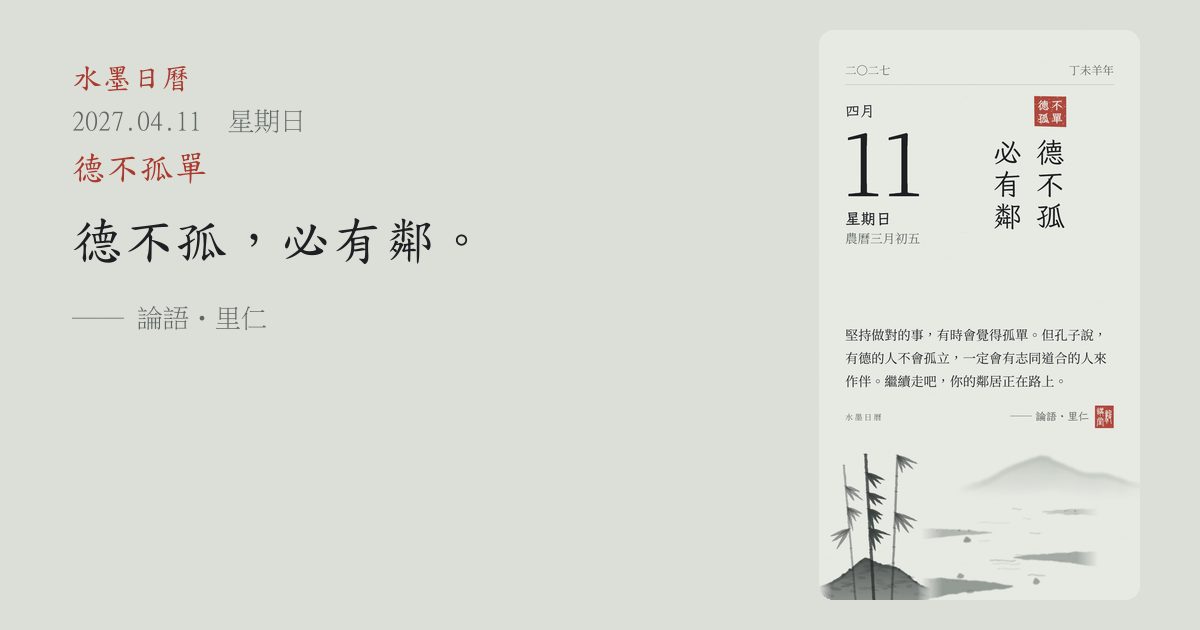 水墨日曆
2027.04.11 星期日
德不孤單
德不孤，必有鄰。
—— 論語・里仁
二〇二七
丁未羊年
四月
11
星期日
農曆三月初五
德不孤單
德不孤
必有鄰
堅持做對的事，有時會覺得孤單。但孔子說，
有德的人不會孤立，一定會有志同道合的人來
作伴。繼續走吧，你的鄰居正在路上。
水墨日曆
—— 論語・里仁